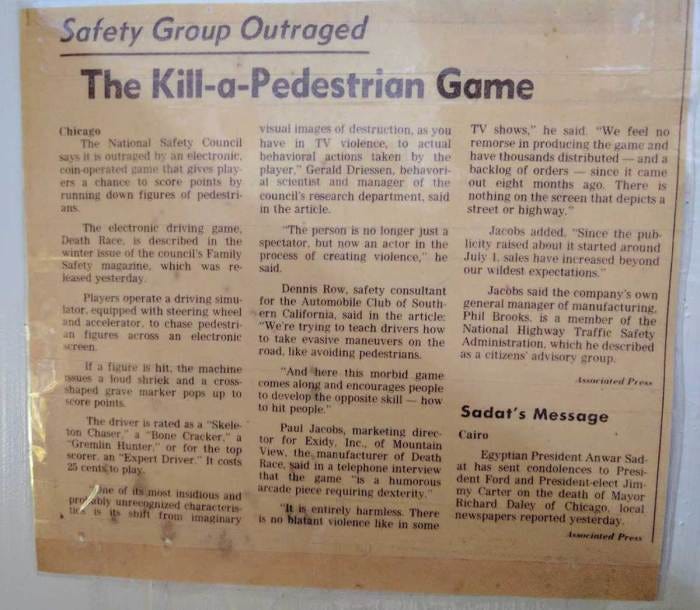 Safety Group Outraged
The Kill-a-Pedestrian Game
Chicago
The National Safety Council
says it is outraged by an electronic,
coin-operated game that gives play-
ers a chance to score points by
running down figures of pedestri-
ans.
The electronic driving game,
Death Race, is described in the
winter issue of the council's Family
Safety magazine, which was re-
leased yesterday.
Players operate a driving simu-
lator, equipped with steering wheel
and accelerator, to chase pedestri-
an figures across an electronic
screen.
If a figure is hit, the machine
issues a loud shriek and a cross-
shaped grave marker pops up to
score points.
The driver is rated as a "Skele-
ton Chaser," a "Bone Cracker," a
"Gremlin Hunter," or for the top
scorer, an "Expert Driver." It costs
25 cents to play.
One of its most insidious and
probably unrecognized characteris-
tics is its shift from imaginary
visual images of destruction, as you
have in TV violence, to actual
behavioral actions taken by the
player," Gerald Driessen, behavori-
al scientist and manager of the
council's research department, said
in the article.
"The person is no longer just a
spectator, but now an actor in the
process of creating violence," he
said.
Dennis Row, safety consultant
for the Automobile Club of South-
ern California, said in the article:
"We're trying to teach drivers how
to take evasive maneuvers on the
road, like avoiding pedestrians.
"And here this morbid game
comes along and encourages people
to develop the opposite skill — how
to hit people."
Paul Jacobs, marketing direc-
tor for Exidy, Inc., of Mountain
View, the manufacturer of Death
Race, said in a telephone interview
that the game "is a humorous
arcade piece requiring dexterity."
"It is entirely harmless. There
is no blatant violence like in some
TV shows," he said. "We feel no
remorse in producing the game and
have thousands distributed — and a
backlog of orders — since it came
out eight months ago. There is
nothing on the screen that depicts a
street or highway."
Jacobs added, "Since the pub-
licity raised about it started around
July 1, sales have increased beyond
our wildest expectations."
Jacobs said the company's own
general manager of manufacturing,
Phil Brooks, is a member of the
National Highway Traffic Safety
Administration, which he described
as a citizens' advisory group.
Associated Press
Sadat's Message
Cairo
Egyptian President Anwar Sad-
at has sent condolences to Presi-
dent Ford and President-elect Jim-
my Carter on the death of Mayor
Richard Daley of Chicago, local
newspapers reported yesterday.
Associated Press